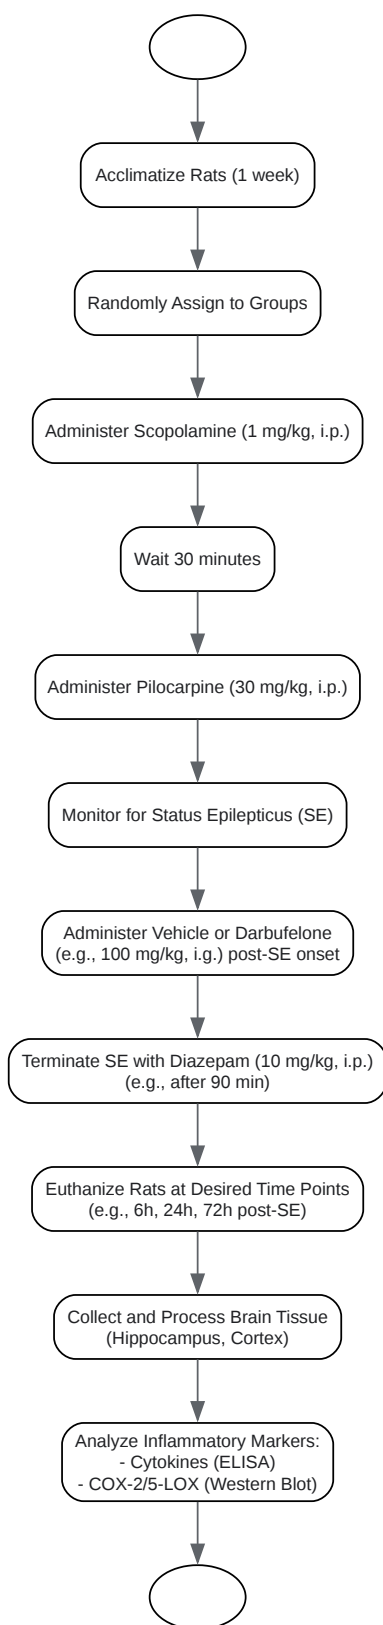 Acclimatize Rats (1 week)
Randomly Assign to Groups
Administer Scopolamine (1 mg/kg, i.p.)
Wait 30 minutes
Administer Pilocarpine (30 mg/kg, i.p.)
Monitor for Status Epilepticus (SE)
Administer Vehicle or Darbufelone
(e.g., 100 mg/kg, i.g.) post-SE onset
Terminate SE with Diazepam (10 mg/kg, i.p.)
(e.g., after 90 min)
Euthanize Rats at Desired Time Points
(e.g., 6h, 24h, 72h post-SE)
Collect and Process Brain Tissue
(Hippocampus, Cortex)
Analyze Inflammatory Markers:
- Cytokines (ELISA)
- COX-2/5-LOX (Western Blot)